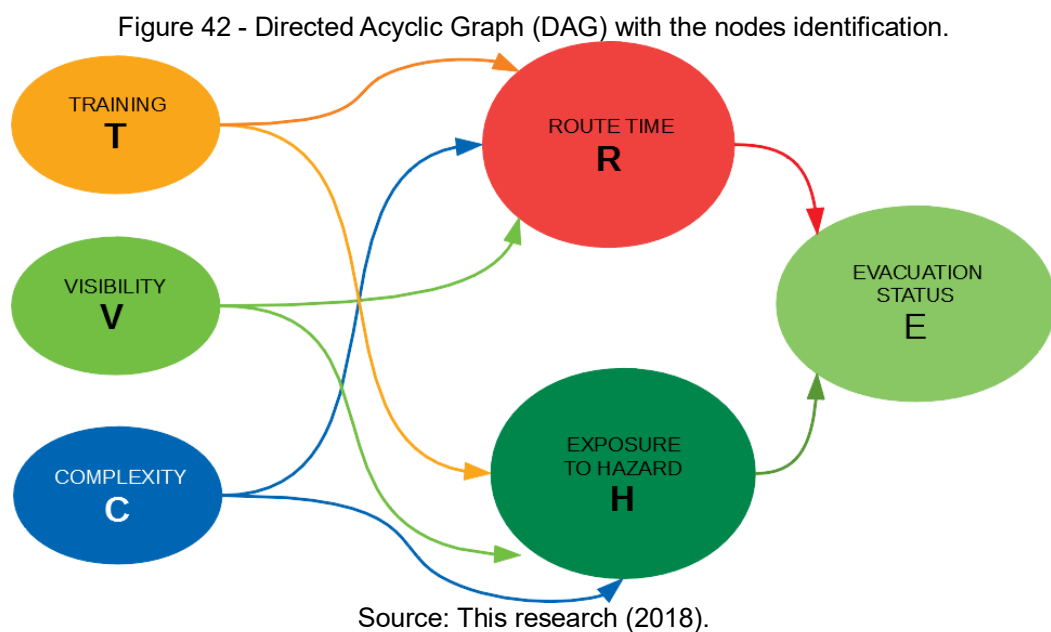 Figure 42 - Directed Acyclic Graph (DAG) with the nodes identification.
TRAINING
T
ROUTE TIME
R
VISIBILITY
V
EVACUATION
STATUS
E
COMPLEXITY
C
EXPOSURE
TO HAZARD
H
Source: This research (2018).